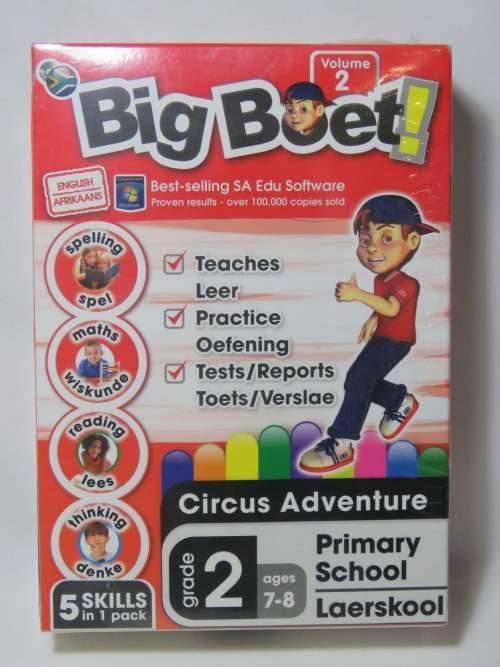 Volume
2
Big Boet!
ENGLISH
AFRIKAANS
Best-selling SA Edu Software
Proven results - over 100,000 copies sold
spelling
spel
maths
wiskunde
reading
lees
thinking
denke
Teaches
Leer
Practice
Oefening
Tests/Reports
Toets/Verslae
Circus Adventure
grade
2
ages
7-8
Primary
School
Laerskool
5 SKILLS
in 1 pack